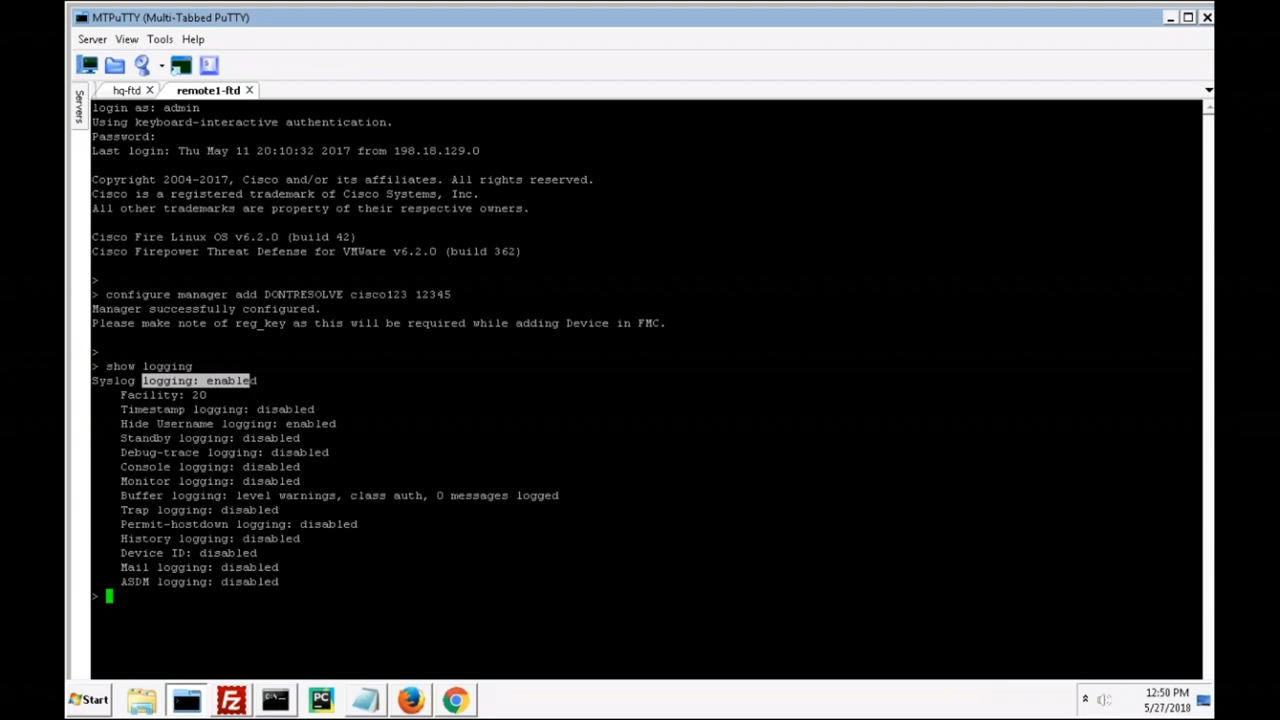 MTPuTTY (Multi-Tabbed PuTTY)
Server View Tools Help
Servers
hq-ftd
remote1-ftd
login as: admin
Using keyboard-interactive authentication.
Password:
Last login: Thu May 11 20:10:32 2017 from 198.18.129.0
Copyright 2004-2017, Cisco and/or its affiliates. All rights reserved.
Cisco is a registered trademark of Cisco Systems, Inc.
All other trademarks are property of their respective owners.
Cisco Fire Linux OS v6.2.0 (build 42)
Cisco Firepower Threat Defense for VMWare v6.2.0 (build 362)
>
> configure manager add DONTRESOLVE cisco123 12345
Manager successfully configured.
Please make note of reg_key as this will be required while adding Device in FMC.
>
> show logging
Syslog logging: enabled
Facility: 20
Timestamp logging: disabled
Hide Username logging: enabled
Standby logging: disabled
Debug-trace logging: disabled
Console logging: disabled
Monitor logging: disabled
Buffer logging: level warnings, class auth, 0 messages logged
Trap logging: disabled
Permit-hostdown logging: disabled
History logging: disabled
Device ID: disabled
Mail logging: disabled
ASDM logging: disabled
>
Start
FZ
PC
12:50 PM
5/27/2018